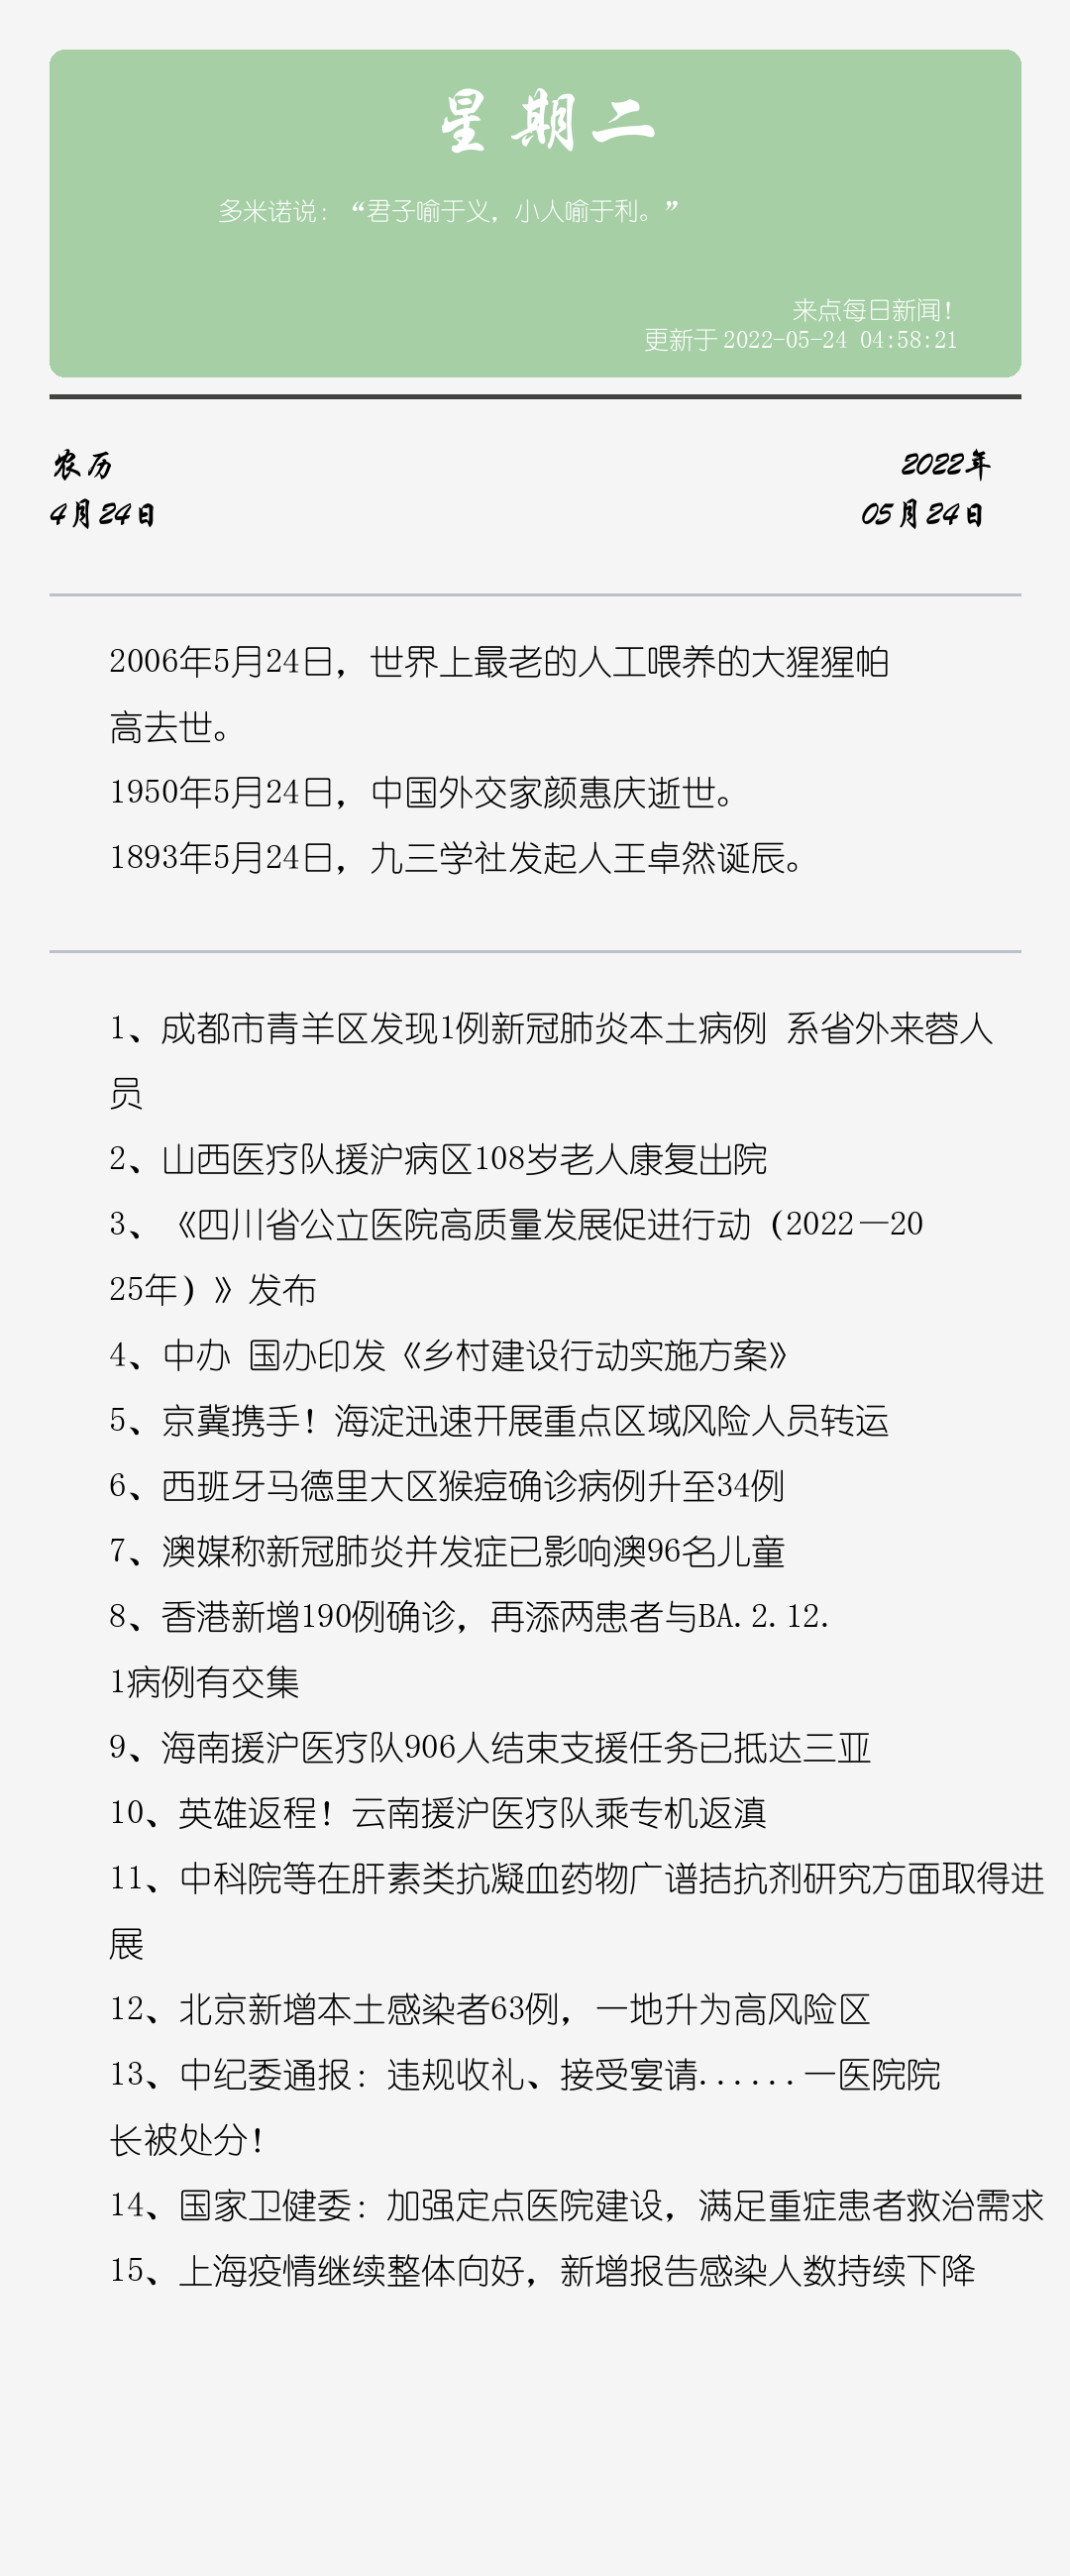 星期二
多米诺说：“君子喻于义，小人喻于利。”
来点每日新闻！
更新于 2022-05-24 04:58:21
农历
2022年
4月24日
05月24日
2006年5月24日，世界上最老的人工喂养的大猩猩帕
高去世。
1950年5月24日，中国外交家颜惠庆逝世。
1893年5月24日，九三学社发起人王卓然诞辰。
1、成都市青羊区发现1例新冠肺炎本土病例 系省外来蓉人
员
2、山西医疗队援沪病区108岁老人康复出院
3、《四川省公立医院高质量发展促进行动（2022—20
25年）》发布
4、中办 国办印发《乡村建设行动实施方案》
5、京冀携手！海淀迅速开展重点区域风险人员转运
6、西班牙马德里大区猴痘确诊病例升至34例
7、澳媒称新冠肺炎并发症已影响澳96名儿童
8、香港新增190例确诊，再添两患者与BA.2.12.
1病例有交集
9、海南援沪医疗队906人结束支援任务已抵达三亚
10、英雄返程！云南援沪医疗队乘专机返滇
11、中科院等在肝素类抗凝血药物广谱拮抗剂研究方面取得进
展
12、北京新增本土感染者63例，一地升为高风险区
13、中纪委通报：违规收礼、接受宴请......一医院院
长被处分！
14、国家卫健委：加强定点医院建设，满足重症患者救治需求
15、上海疫情继续整体向好，新增报告感染人数持续下降